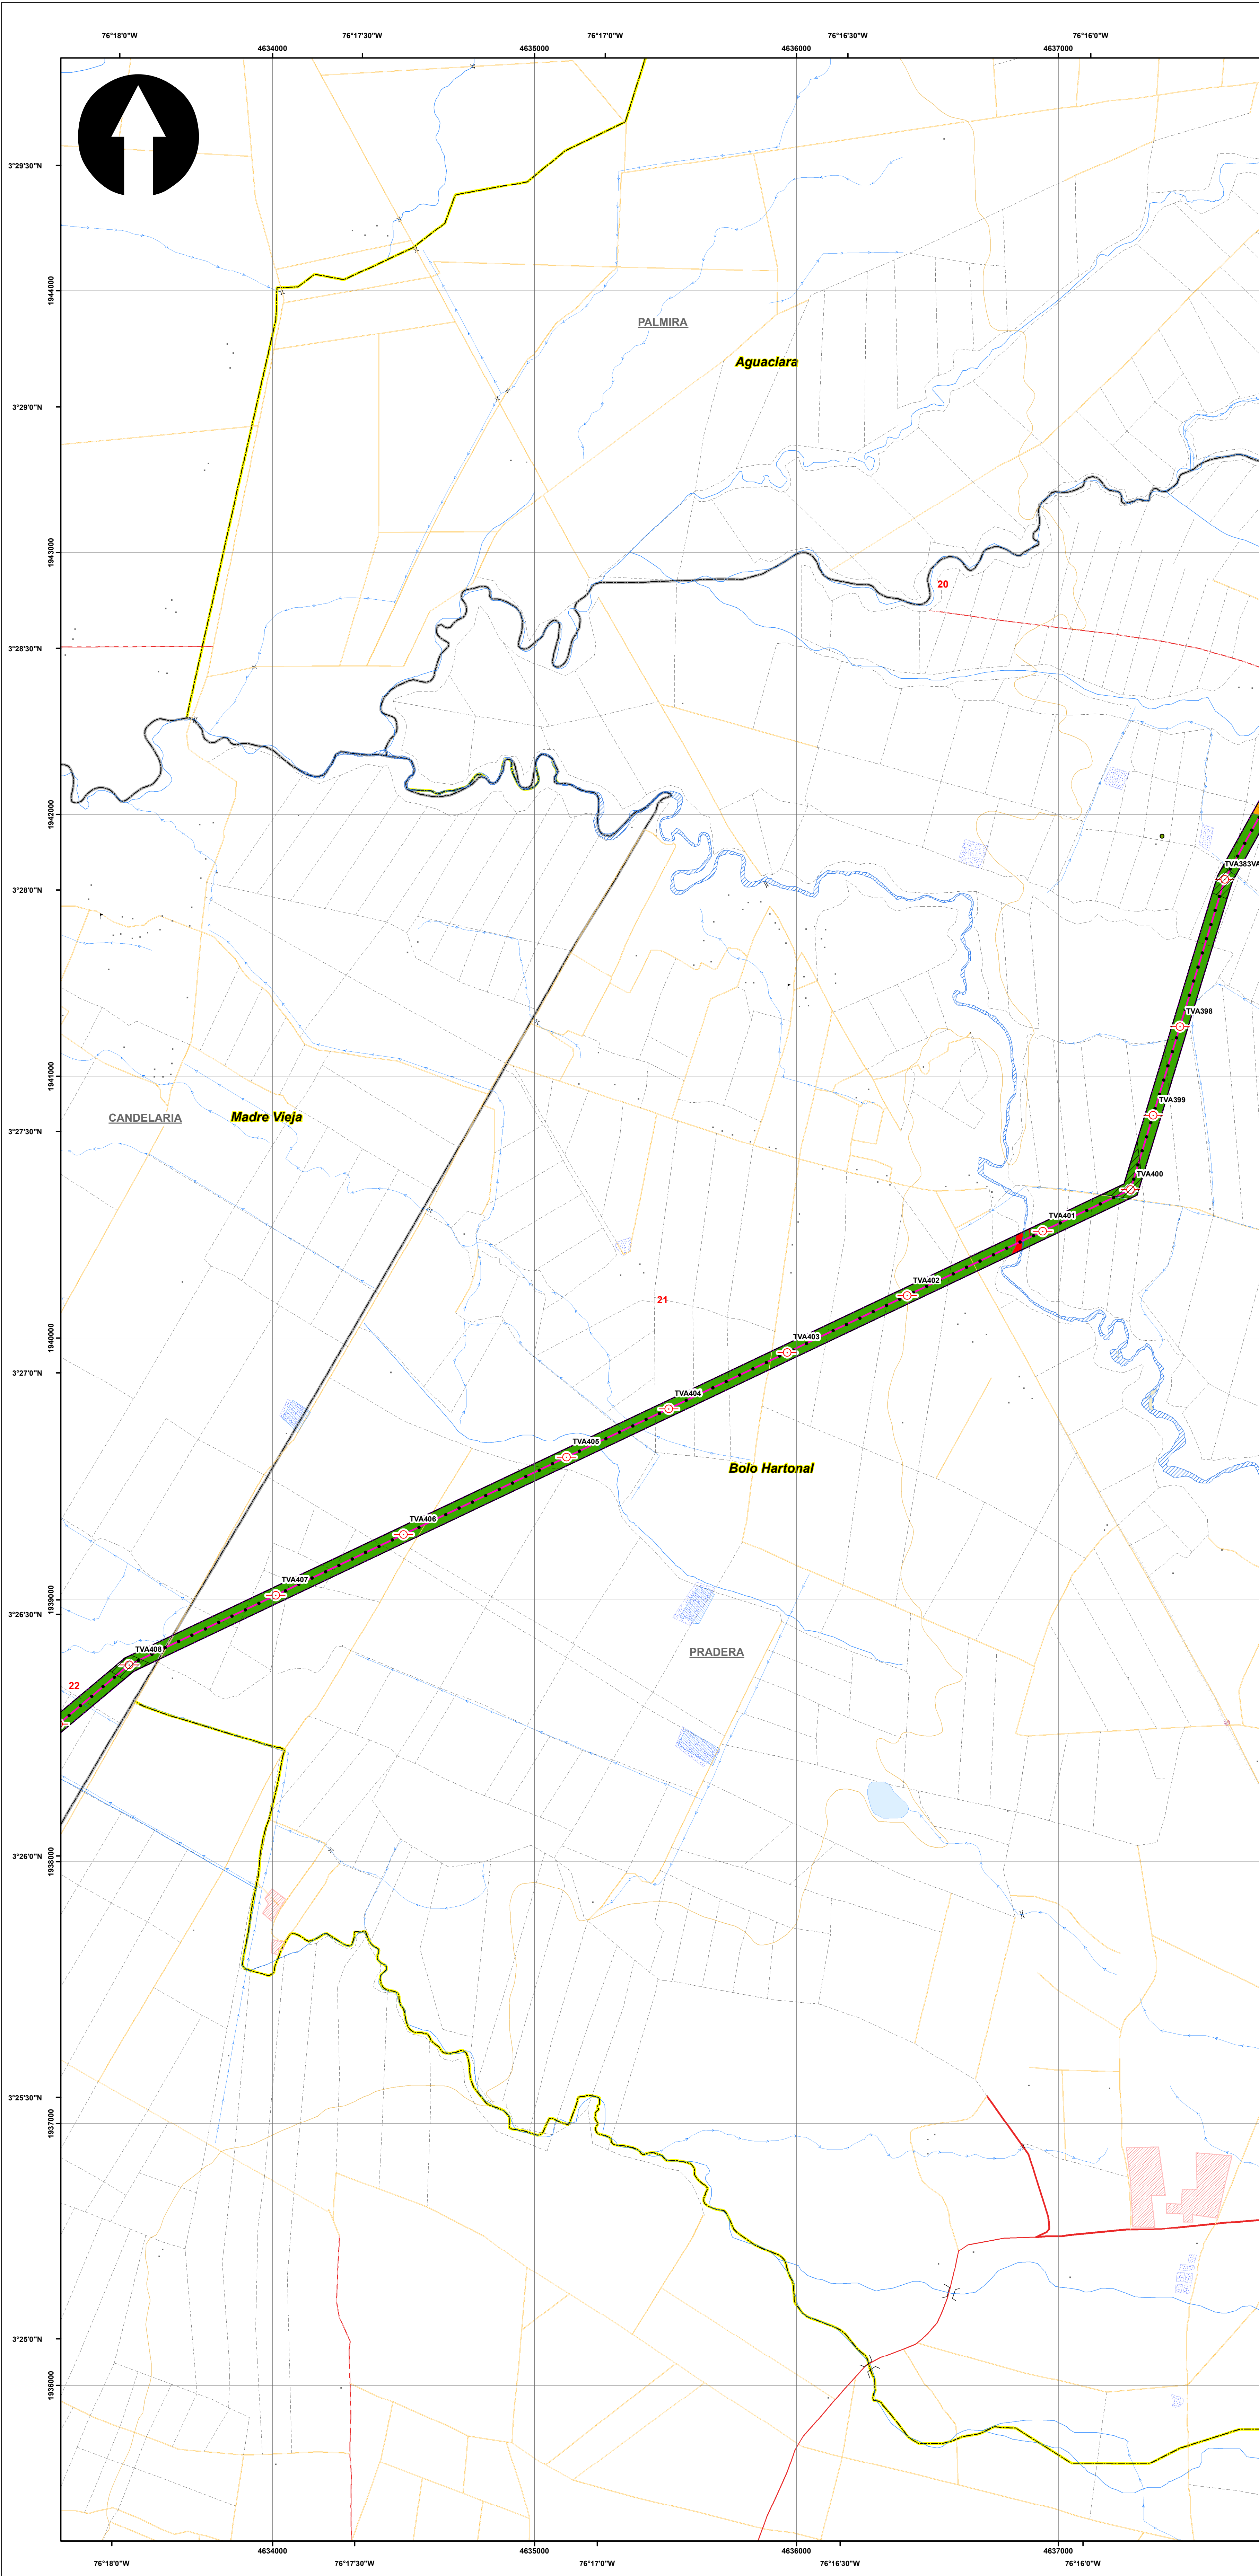 76°18'0"W 76°17'30"W 76°17'0"W 76°16'30"W 76°16'0"W
4634000 4635000 4636000 4637000
3°29'30"N
1944000
PALMIRA
Aguaclara
3°29'0"N
1943000
20
3°28'30"N
1942000
TVA383VA
3°28'0"N
TVA398
1941000
TVA399
CANDELARIA
Madre Vieja
3°27'30"N
TVA400
TVA401
TVA402
21
1940000
TVA403
3°27'0"N
TVA404
TVA405
Bolo Hartonal
TVA406
TVA407
1939000
3°26'30"N
TVA408
PRADERA
22
3°26'0"N
1938000
3°25'30"N
1937000
3°25'0"N
1936000
4634000 4635000 4636000 4637000
76°18'0"W 76°17'30"W 76°17'0"W 76°16'30"W 76°16'0"W